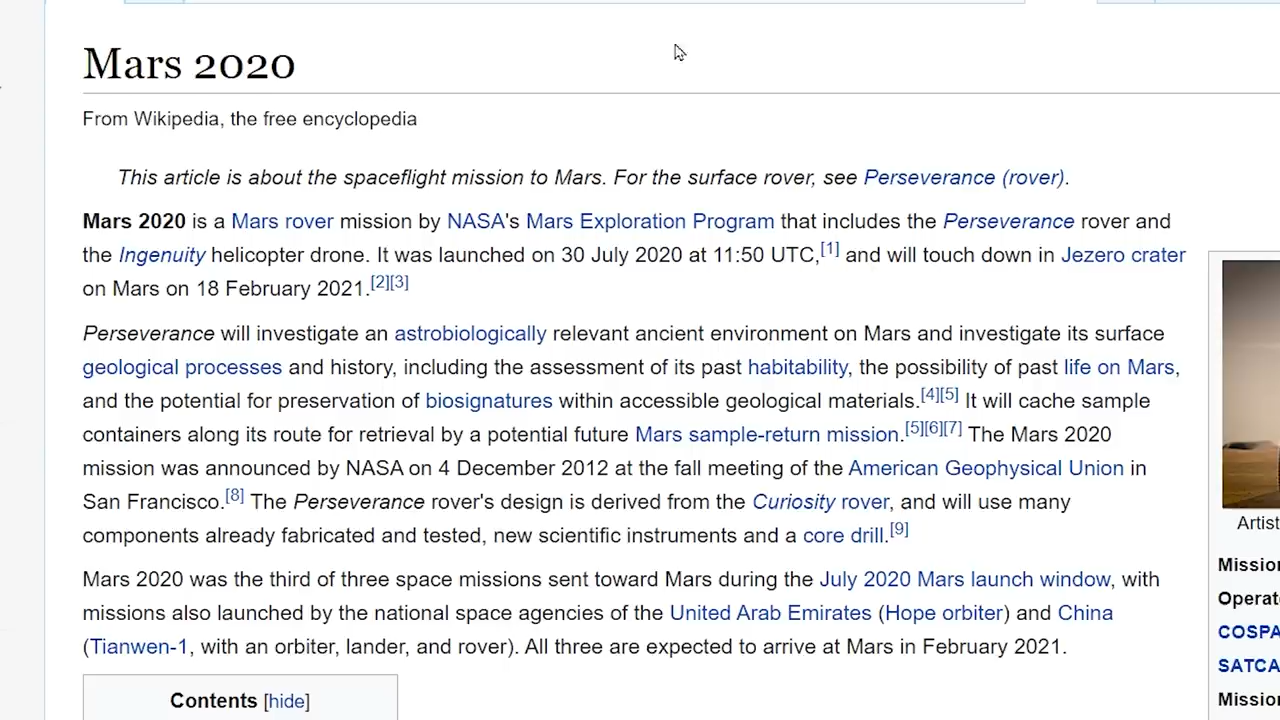 Mars 2020
From Wikipedia, the free encyclopedia
This article is about the spaceflight mission to Mars. For the surface rover, see Perseverance (rover).
Mars 2020 is a Mars rover mission by NASA's Mars Exploration Program that includes the Perseverance rover and
the Ingenuity helicopter drone. It was launched on 30 July 2020 at 11:50 UTC,[1] and will touch down in Jezero crater
on Mars on 18 February 2021.[2][3]
Perseverance will investigate an astrobiologically relevant ancient environment on Mars and investigate its surface
geological processes and history, including the assessment of its past habitability, the possibility of past life on Mars,
and the potential for preservation of biosignatures within accessible geological materials.[4][5] It will cache sample
containers along its route for retrieval by a potential future Mars sample-return mission.[5][6][7] The Mars 2020
mission was announced by NASA on 4 December 2012 at the fall meeting of the American Geophysical Union in
San Francisco.[8] The Perseverance rover's design is derived from the Curiosity rover, and will use many
components already fabricated and tested, new scientific instruments and a core drill.[9]
Mars 2020 was the third of three space missions sent toward Mars during the July 2020 Mars launch window, with
missions also launched by the national space agencies of the United Arab Emirates (Hope orbiter) and China
(Tianwen-1, with an orbiter, lander, and rover). All three are expected to arrive at Mars in February 2021.
Contents [hide]
Artist
Mission
Operat
COSPA
SATCA
Mission